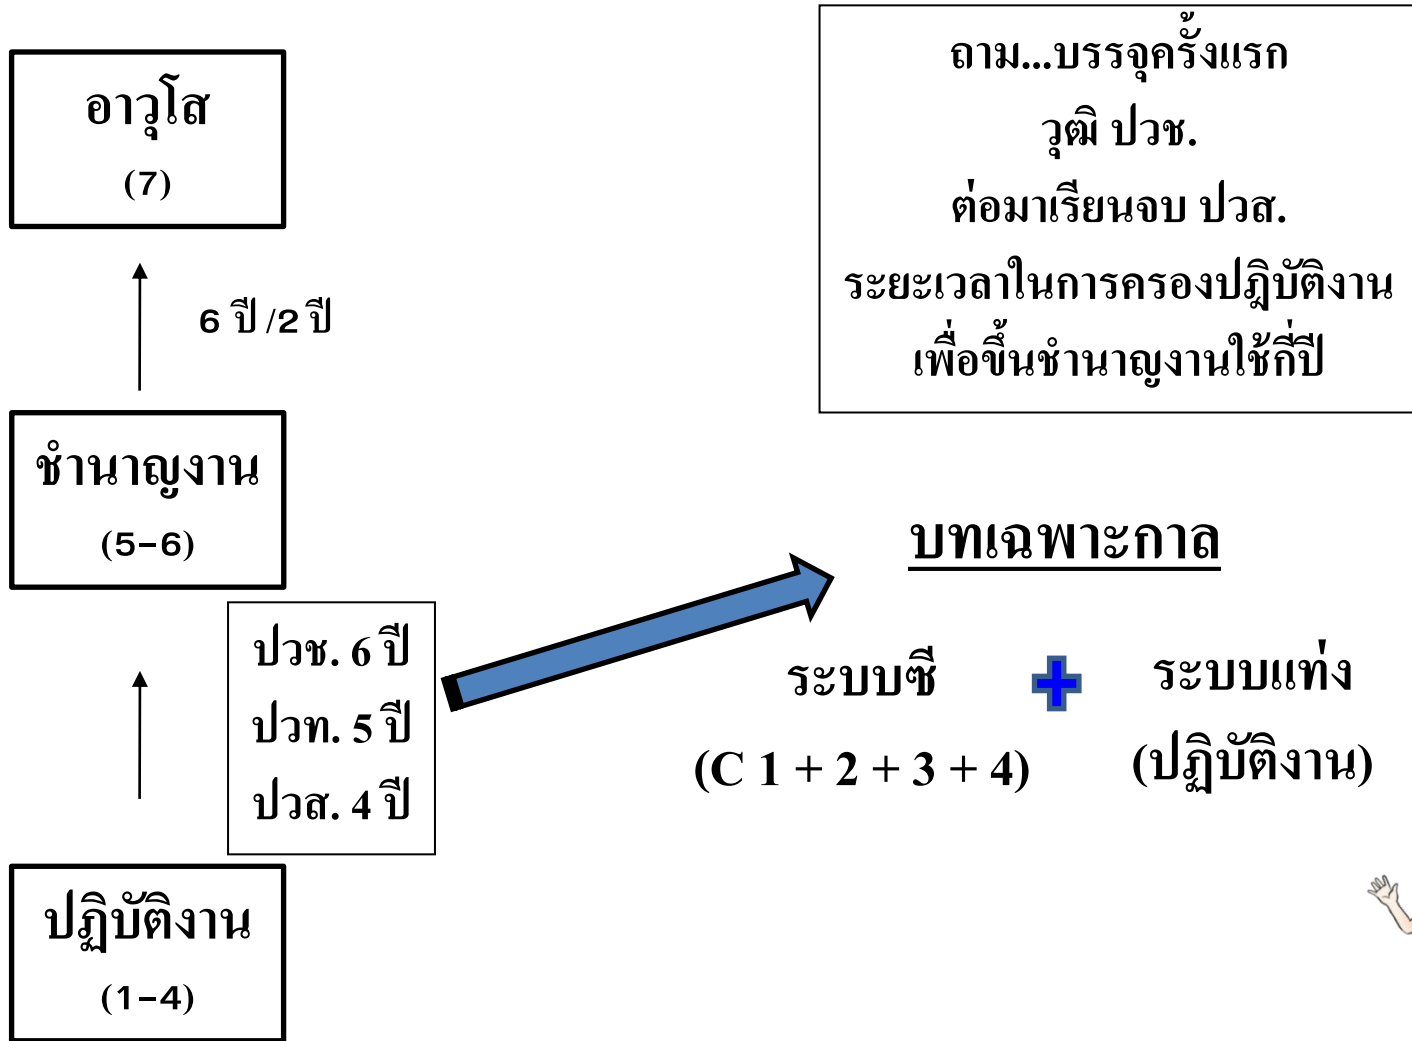 อาวุโส
(7)
6 ปี /2 ปี
ชำนาญงาน
(5-6)
ปวช. 6 ปี
ปวท. 5 ปี
ปวส. 4 ปี
ปฏิบัติงาน
(1-4)
ถาม...บรรจุครั้งแรก
วุฒิ ปวช.
ต่อมาเรียนจบ ปวส.
ระยะเวลาในการครองปฎิบัติงาน
เพื่อขึ้นชำนาญงานใช้กี่ปี
บทเฉพาะกาล
ระบบซี
(C 1 + 2 + 3 + 4)
ระบบแท่ง
(ปฏิบัติงาน)